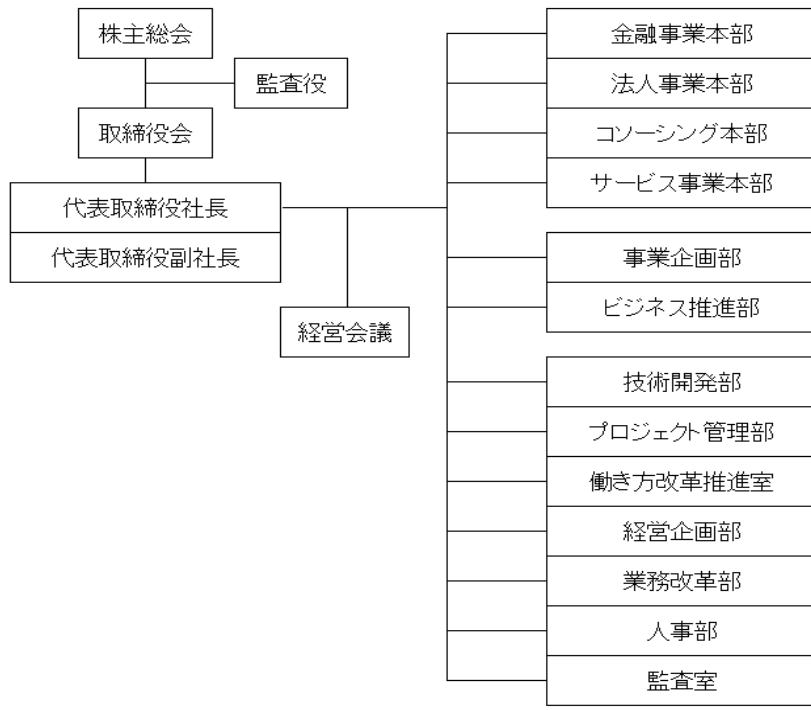 株主総会
監査役
取締役会
代表取締役社長
代表取締役副社長
経営会議
金融事業本部
法人事業本部
コソーシング本部
サービス事業本部
事業企画部
ビジネス推進部
技術開発部
プロジェクト管理部
働き方改革推進室
経営企画部
業務改革部
人事部
監査室